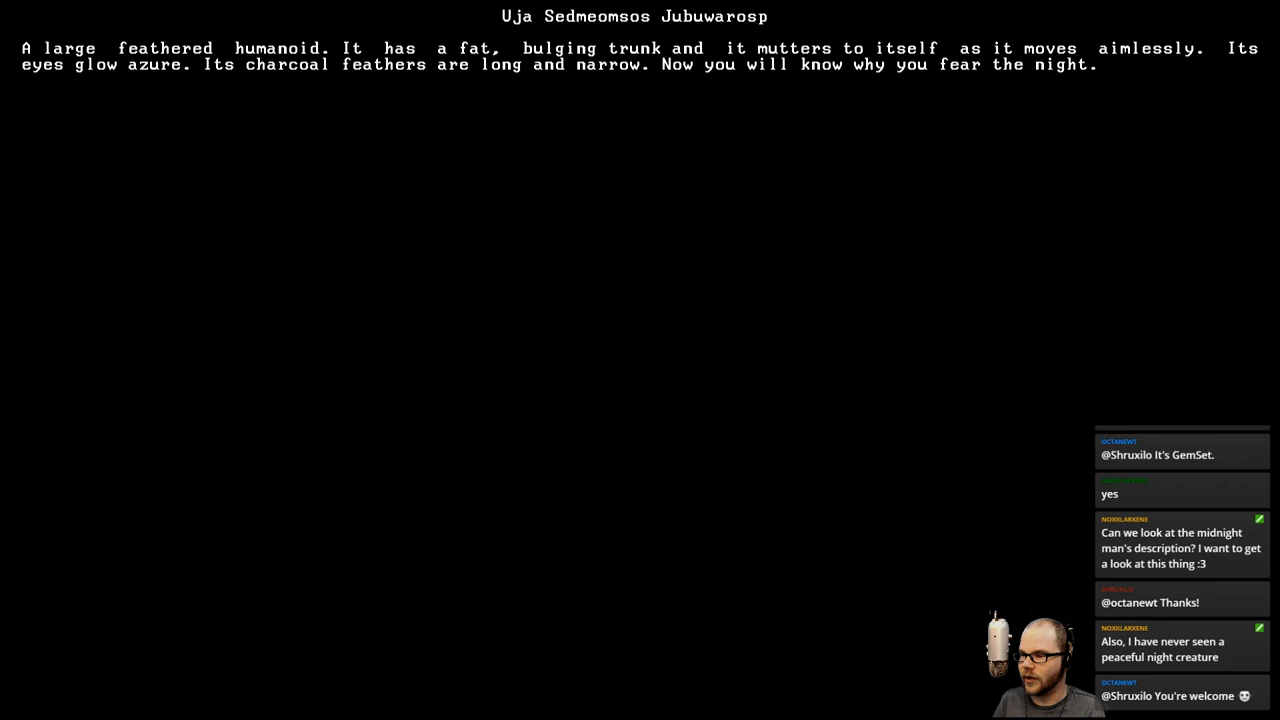 Uja Sedmeomsos Jubuwarosp
A large feathered humanoid. It has a fat, bulging trunk and it mutters to itself as it moves aimlessly. Its
eyes glow azure. Its charcoal feathers are long and narrow. Now you will know why you fear the night.
OCTANEWT
@Shruxilo It's GemSet.
yes
NOXIILARXENE
Can we look at the midnight
man's description? I want to get
a look at this thing :3
SHRUXILO
@octanewt Thanks!
NOXIILARXENE
Also, I have never seen a
peaceful night creature
OCTANEWT
@Shruxilo You're welcome